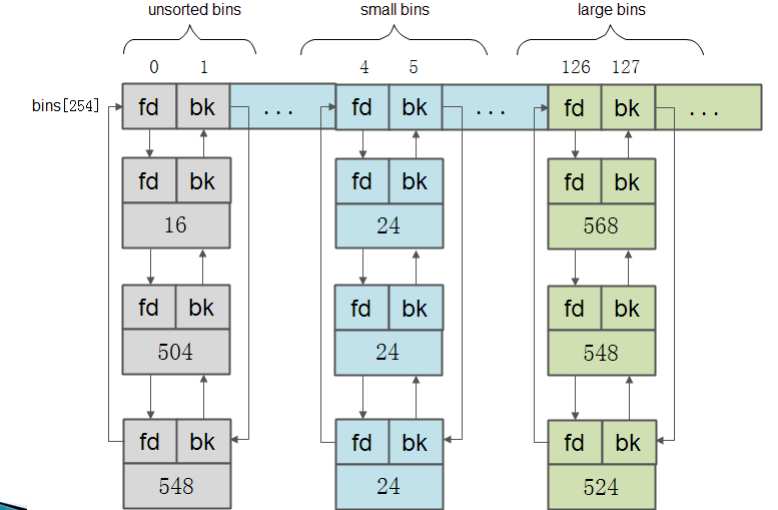 unsorted bins small bins large bins
0 1 4 5 126 127
bins[254] fd bk ... fd bk ... fd bk ...
fd bk fd bk fd bk
16 24 568
fd bk fd bk fd bk
504 24 548
fd bk fd bk fd bk
548 24 524